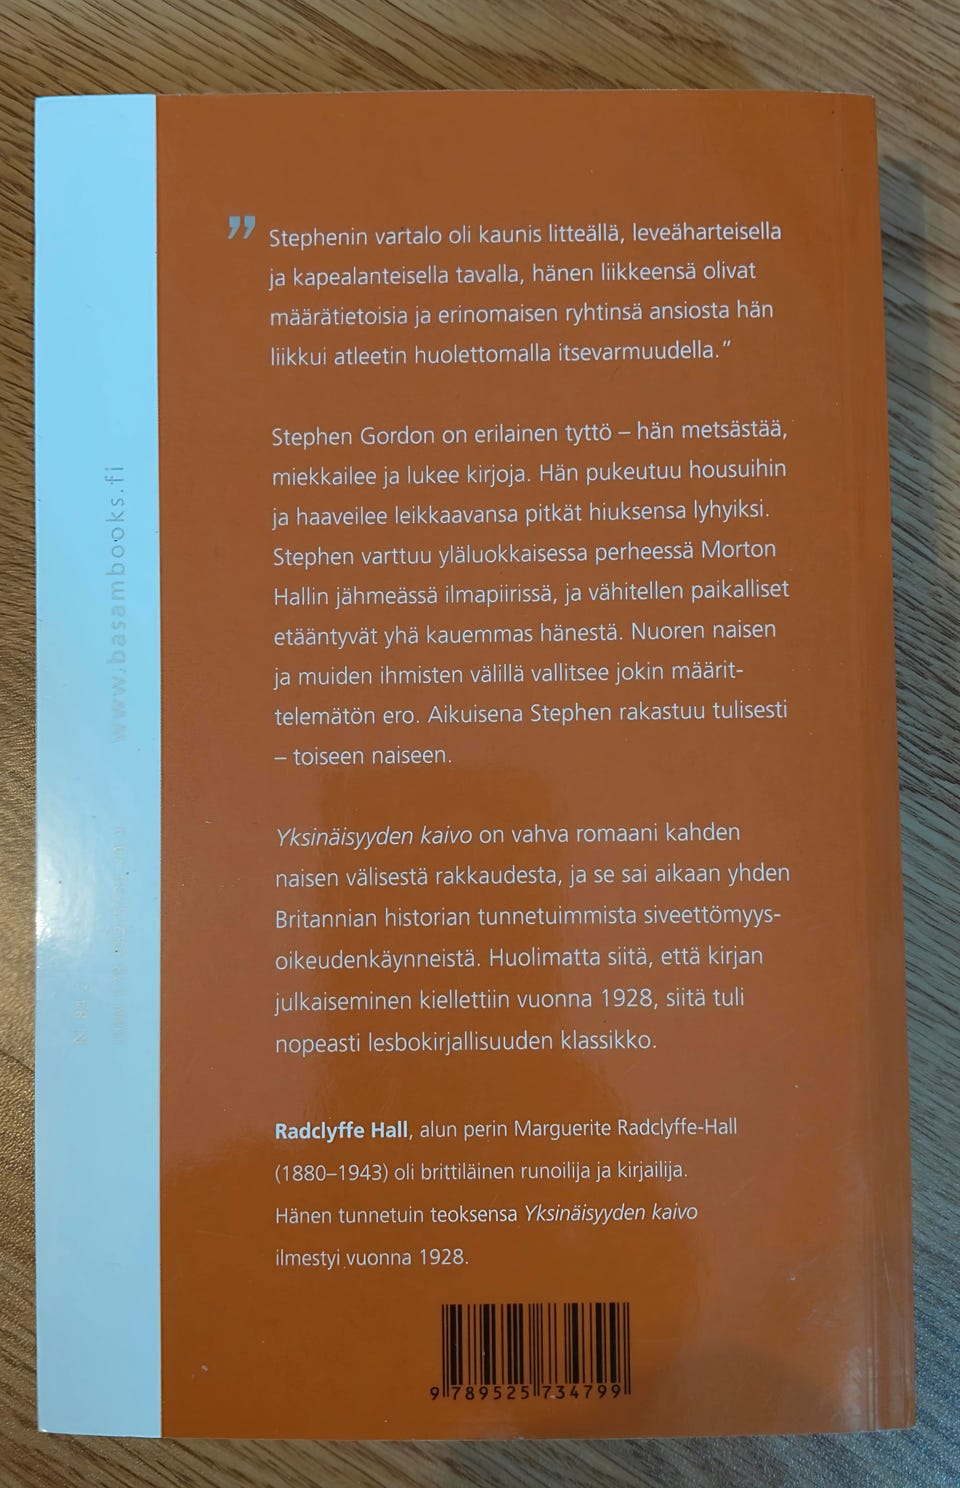 ” Stephenin vartalo oli kaunis litteällä, leveäharteisella
ja kapealanteisella tavalla, hänen liikkeensä olivat
määrätietoisia ja erinomaisen ryhtinsä ansiosta hän
liikkui atleetin huolettomalla itsevarmuudella.”
Stephen Gordon on erilainen tyttö – hän metsästää,
miekkailee ja lukee kirjoja. Hän pukeutuu housuihin
ja haaveilee leikkaavansa pitkät hiuksensa lyhyiksi.
Stephen varttuu yläluokkaisessa perheessä Morton
Hallin jähmeässä ilmapiirissä, ja vähitellen paikalliset
etääntyvät yhä kauemmas hänestä. Nuoren naisen
ja muiden ihmisten välillä vallitsee jokin määrit-
telemätön ero. Aikuisena Stephen rakastuu tulisesti
– toiseen naiseen.
Yksinäisyyden kaivo on vahva romaani kahden
naisen välisestä rakkaudesta, ja se sai aikaan yhden
Britannian historian tunnetuimmista siveettömyys-
oikeudenkäynneistä. Huolimatta siitä, että kirjan
julkaiseminen kiellettiin vuonna 1928, siitä tuli
nopeasti lesbokirjallisuuden klassikko.
Radclyffe Hall, alun perin Marguerite Radclyffe-Hall
(1880–1943) oli brittiläinen runoilija ja kirjailija.
Hänen tunnetuin teoksensa Yksinäisyyden kaivo
ilmestyi vuonna 1928.
9 789525 734799
www.basambooks.fi